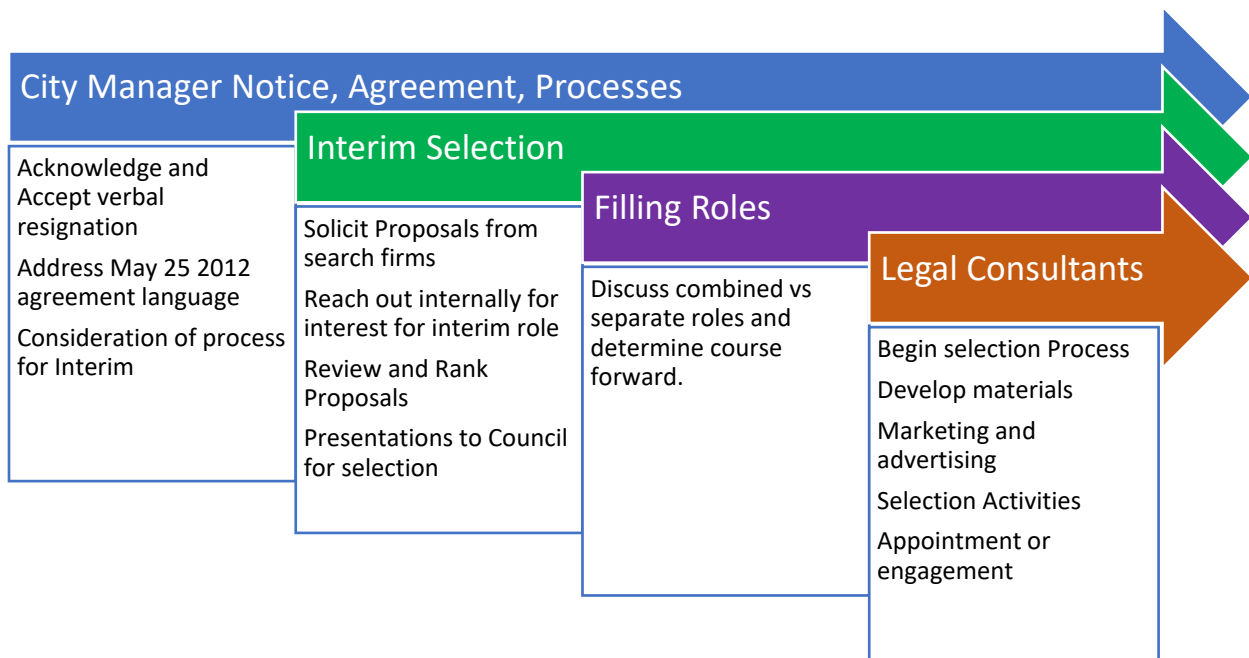 City Manager Notice, Agreement, Processes
Acknowledge and
Accept verbal
resignation
Address May 25 2012
agreement language
Consideration of process
for Interim
Interim Selection
Solicit Proposals from
search firms
Reach out internally for
interest for interim role
Review and Rank
Proposals
Presentations to Council
for selection
Filling Roles
Discuss combined vs
separate roles and
determine course
forward.
Legal Consultants
Begin selection Process
Develop materials
Marketing and
advertising
Selection Activities
Appointment or
engagement